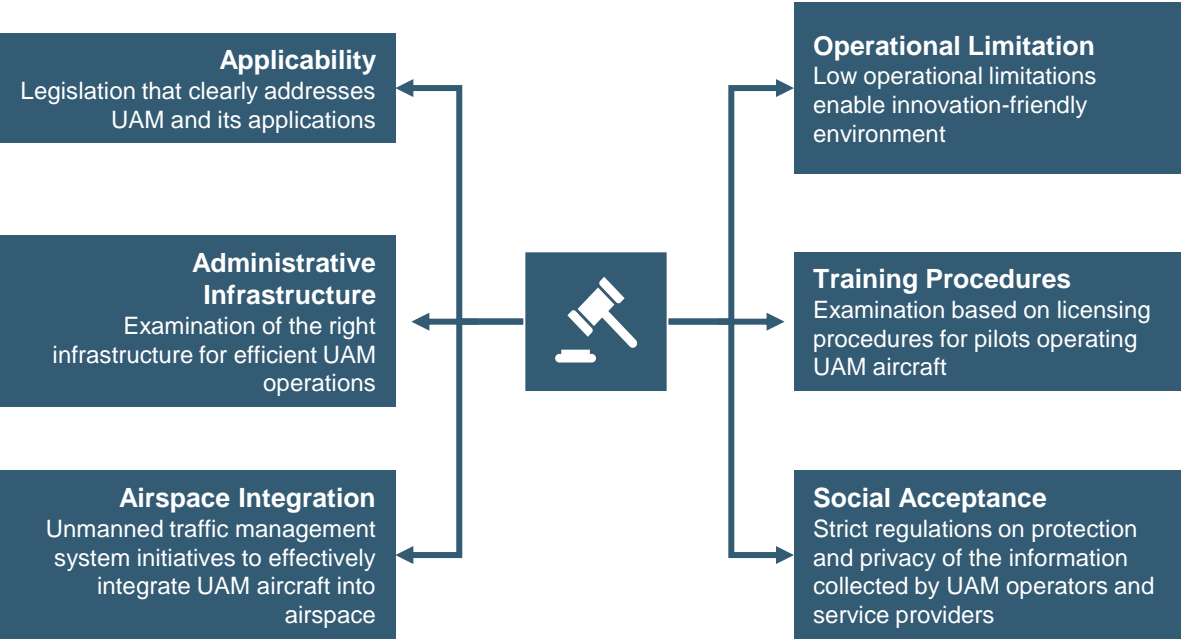 Applicability
Legislation that clearly addresses
UAM and its applications
Administrative
Infrastructure
Examination of the right
infrastructure for efficient UAM
operations
Airspace Integration
Unmanned traffic management
system initiatives to effectively
integrate UAM aircraft into
airspace
Operational Limitation
Low operational limitations
enable innovation-friendly
environment
Training Procedures
Examination based on licensing
procedures for pilots operating
UAM aircraft
Social Acceptance
Strict regulations on protection
and privacy of the information
collected by UAM operators and
service providers